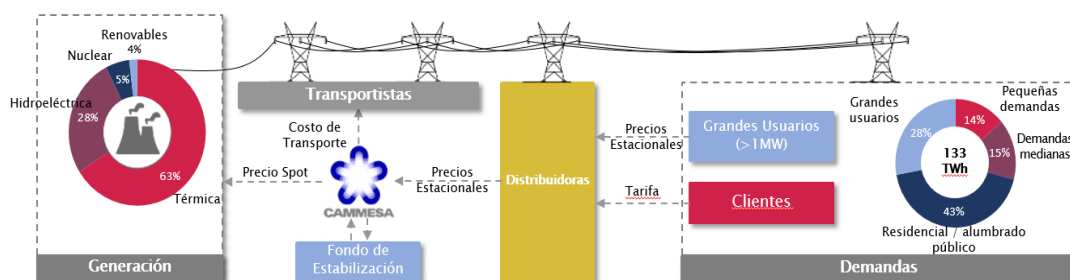 Renovables
4%
Nuclear
5%
Hidroeléctrica
28%
63%
Térmica
Generación
Transportistas
Costo de
Transporte
Precio Spot
CAMMESA
Fondo de
Estabilización
Precios
Estacionales
Distribuidoras
Precios
Estacionales
Tarifa
Grandes Usuarios
(>1MW)
Clientes
Grandes
usuarios
28%
Pequeñas
demandas
14%
Demandas
medianas
15%
133
TWh
43%
Residencial / alumbrado
público
Demandas